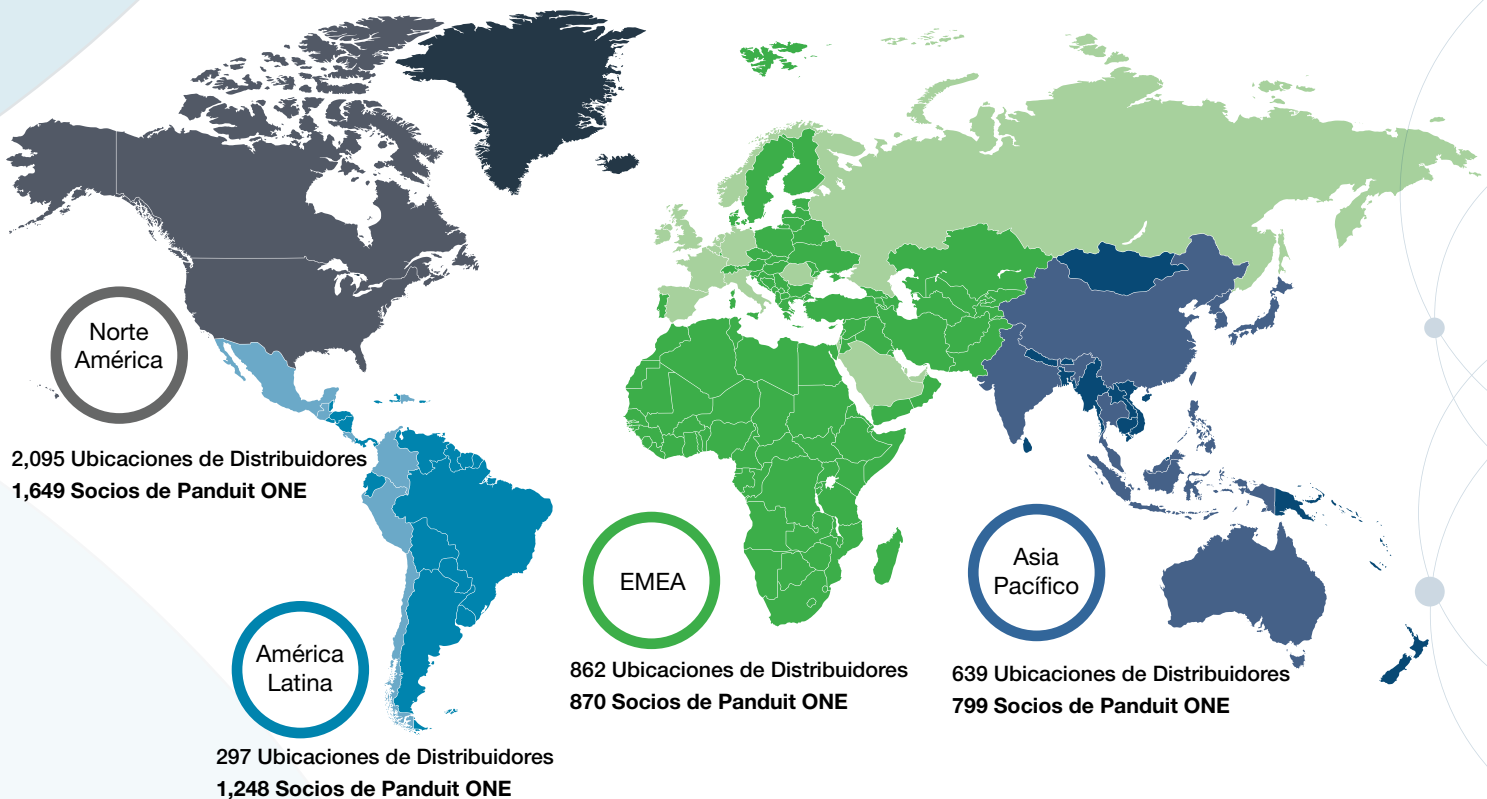 Norte
América
2,095 Ubicaciones de Distribuidores
1,649 Socios de Panduit ONE
América
Latina
297 Ubicaciones de Distribuidores
1,248 Socios de Panduit ONE
EMEA
862 Ubicaciones de Distribuidores
870 Socios de Panduit ONE
Asia
Pacífico
639 Ubicaciones de Distribuidores
799 Socios de Panduit ONE